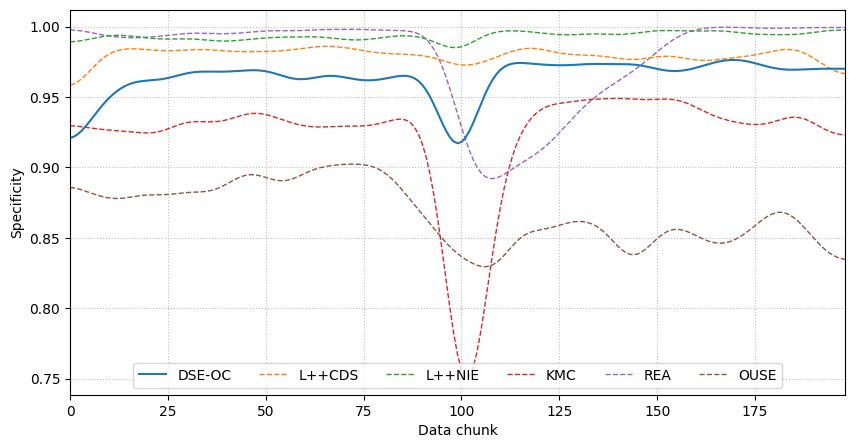 1.00
0.95
0.90
0.85
0.80
0.75
Specificity
DSE-OC L++CDS L++NIE KMC REA OUSE
0 25 50 75 100 125 150 175
Data chunk